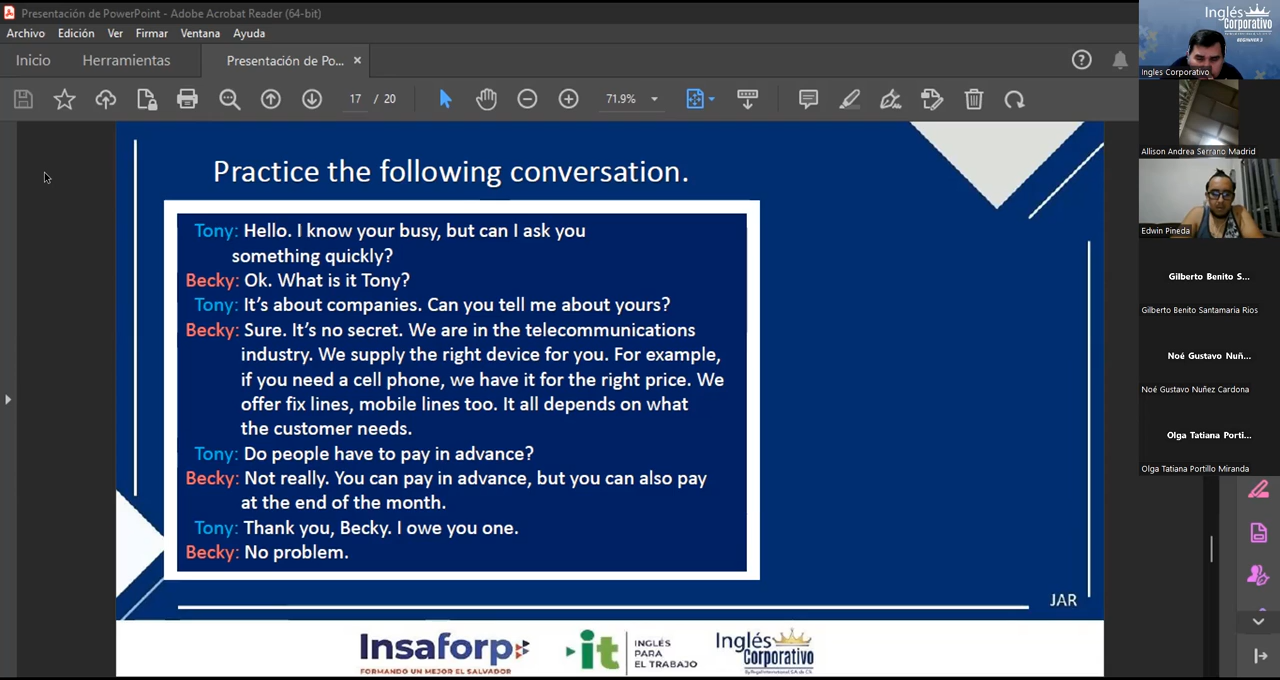 Presentación de PowerPoint - Adobe Acrobat Reader (64-bit)
Archivo Edición Ver Firmar Ventana Ayuda
Inicio Herramientas Presentación de Po... ×
17 / 20 71.9%
Practice the following conversation.
Tony: Hello. I know your busy, but can I ask you
something quickly?
Becky: Ok. What is it Tony?
Tony: It's about companies. Can you tell me about yours?
Becky: Sure. It's no secret. We are in the telecommunications
industry. We supply the right device for you. For example,
if you need a cell phone, we have it for the right price. We
offer fix lines, mobile lines too. It all depends on what
the customer needs.
Tony: Do people have to pay in advance?
Becky: Not really. You can pay in advance, but you can also pay
at the end of the month.
Tony: Thank you, Becky. I owe you one.
Becky: No problem.
JAR
Insaforp
FORMANDO UN MEJOR EL SALVADOR
it
INGLÉS
PARA
EL TRABAJO
Inglés
Corporativo
Inglés
Corporativo
BEGINNER 3
Ingles Corporativo
Allison Andrea Serrano Madrid
Edwin Pineda
Gilberto Benito S...
Gilberto Benito Santamaria Rios
Noé Gustavo Nuñ...
Noé Gustavo Nuñez Cardona
Olga Tatiana Porti...
Olga Tatiana Portillo Miranda